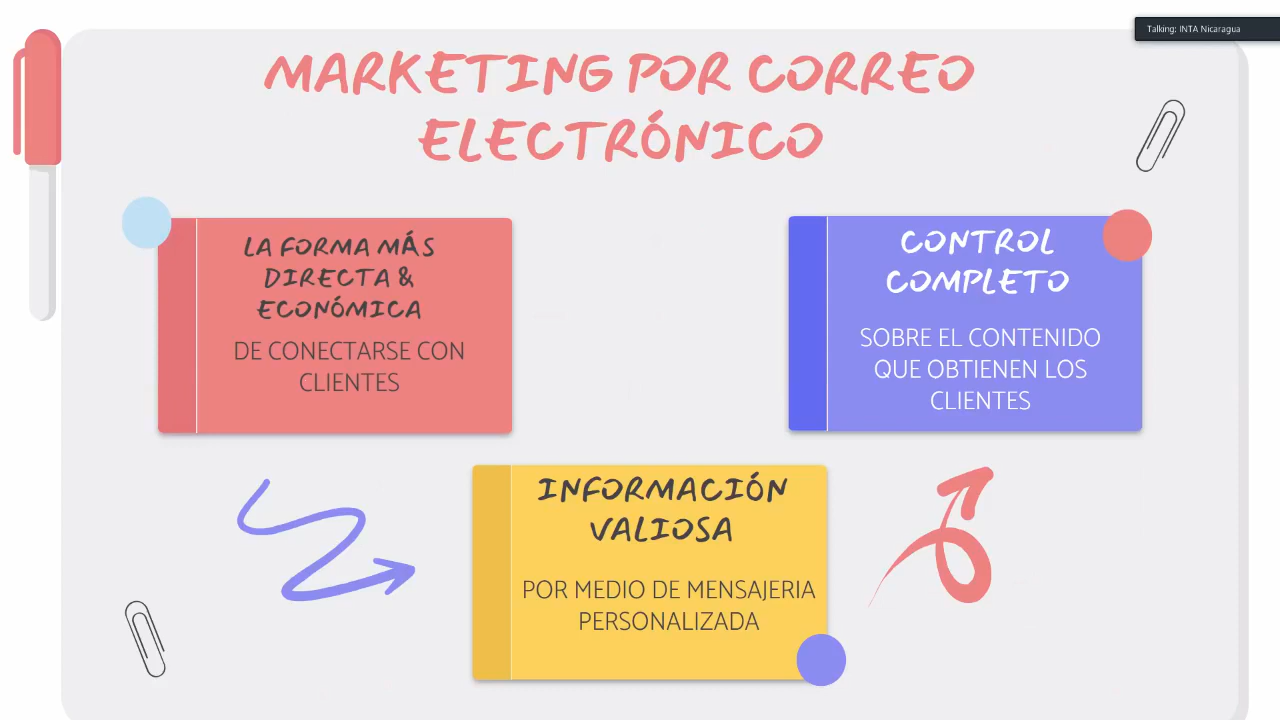 Talking: INTA Nicaragua
MARKETING POR CORREO
ELECTRÓNICO
LA FORMA MÁS
DIRECTA &
ECONÓMICA
DE CONECTARSE CON
CLIENTES
CONTROL
COMPLETO
SOBRE EL CONTENIDO
QUE OBTIENEN LOS
CLIENTES
INFORMACIÓN
VALIOSA
POR MEDIO DE MENSAJERIA
PERSONALIZADA